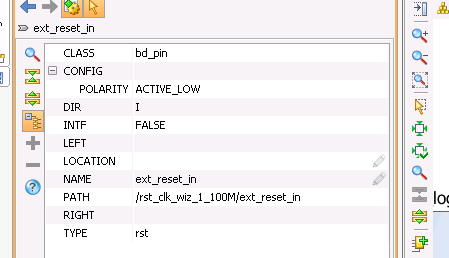 ext_reset_in
CLASS bd_pin
CONFIG
POLARITY ACTIVE_LOW
DIR I
INTF FALSE
LEFT
LOCATION
NAME ext_reset_in
PATH /rst_clk_wiz_1_100M/ext_reset_in
RIGHT
TYPE rst
log